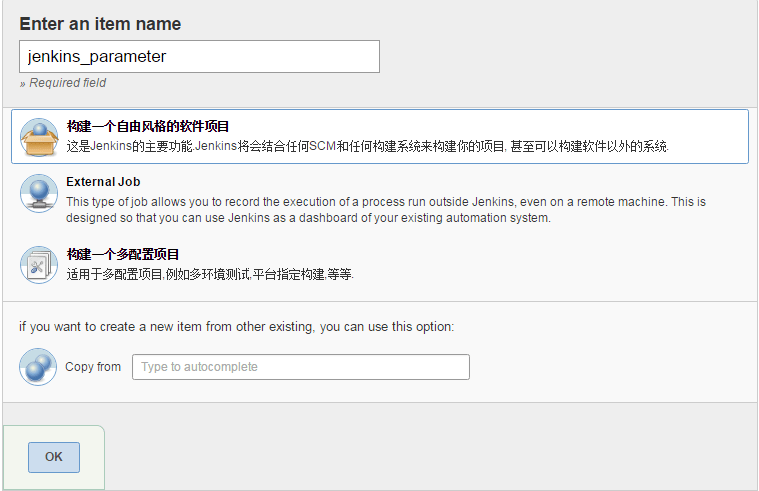 Enter an item name
jenkins_parameter
» Required field
构建一个自由风格的软件项目
这是Jenkins的主要功能.Jenkins将会结合任何SCM和任何构建系统来构建你的项目, 甚至可以构建软件以外的系统.
External Job
This type of job allows you to record the execution of a process run outside Jenkins, even on a remote machine. This is
designed so that you can use Jenkins as a dashboard of your existing automation system.
构建一个多配置项目
适用于多配置项目,例如多环境测试,平台指定构建,等等.
if you want to create a new item from other existing, you can use this option:
Copy from
Type to autocomplete
OK